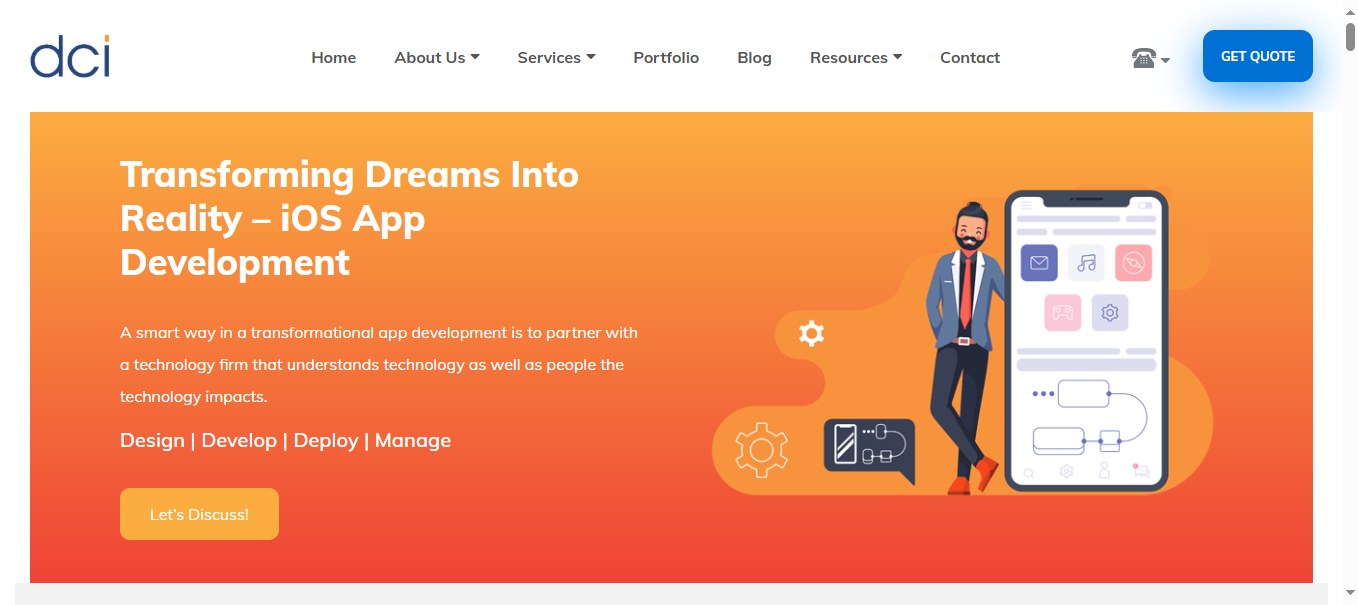 dci
Home
About Us
Services
Portfolio
Blog
Resources
Contact
GET QUOTE
Transforming Dreams Into
Reality – iOS App
Development
A smart way in a transformational app development is to partner with
a technology firm that understands technology as well as people the
technology impacts.
Design | Develop | Deploy | Manage
Let's Discuss!